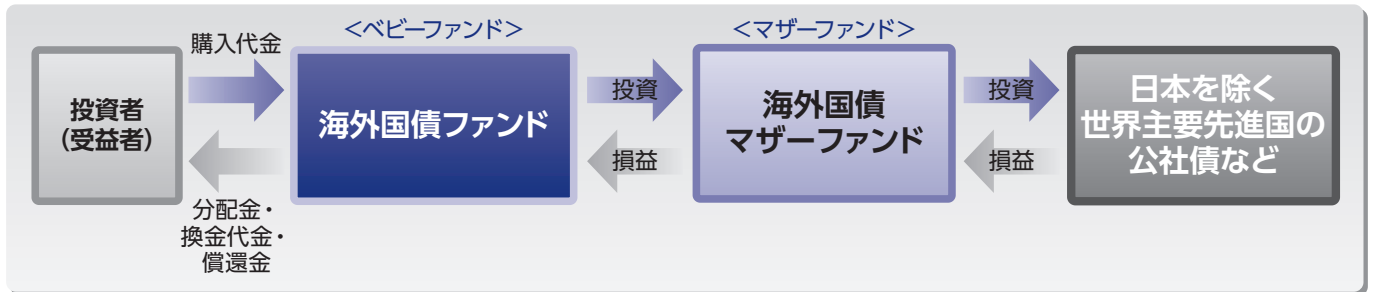 <ベビーファンド>
<マザーファンド>
購入代金
投資者
(受益者)
海外国債ファンド
投資
損益
海外国債
マザーファンド
投資
損益
日本を除く
世界主要先進国の
公社債など
分配金・
換金代金・
償還金